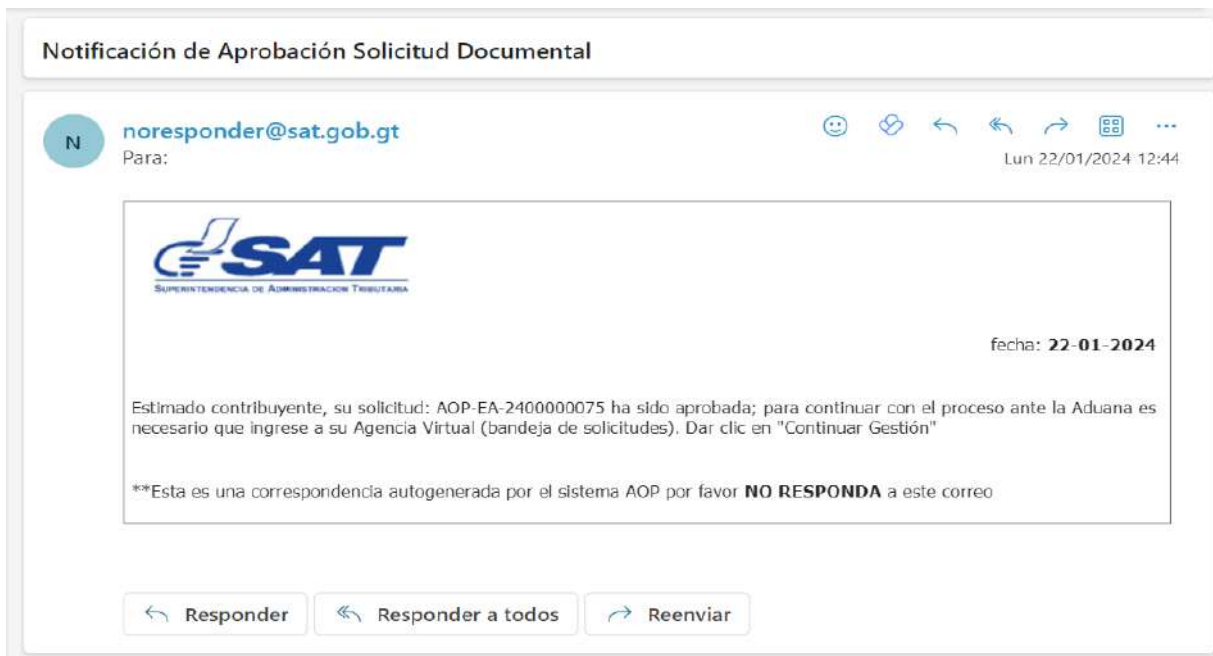 Notificación de Aprobación Solicitud Documental
N
noresponder@sat.gob.gt
Para:
Lun 22/01/2024 12:44
SAT
SUPERINTENDENCIA DE ADMINISTRACION TRIBUTARIA
fecha: 22-01-2024
Estimado contribuyente, su solicitud: AOP-EA-2400000075 ha sido aprobada; para continuar con el proceso ante la Aduana es
necesario que ingrese a su Agencia Virtual (bandeja de solicitudes). Dar clic en "Continuar Gestión"
**Esta es una correspondencia autogenerada por el sistema AOP por favor NO RESPONDA a este correo
Responder
Responder a todos
Reenviar